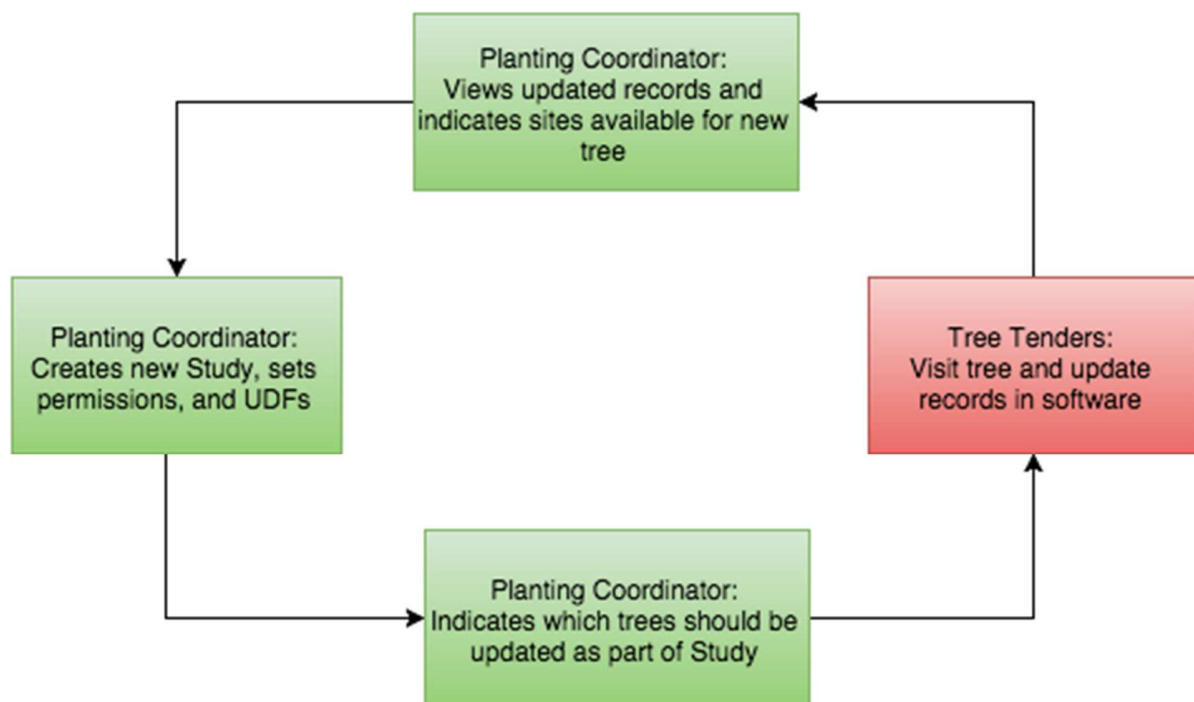 Planting Coordinator:
Views updated records and
indicates sites available for new
tree
Planting Coordinator:
Creates new Study, sets
permissions, and UDFs
Tree Tenders:
Visit tree and update
records in software
Planting Coordinator:
Indicates which trees should be
updated as part of Study